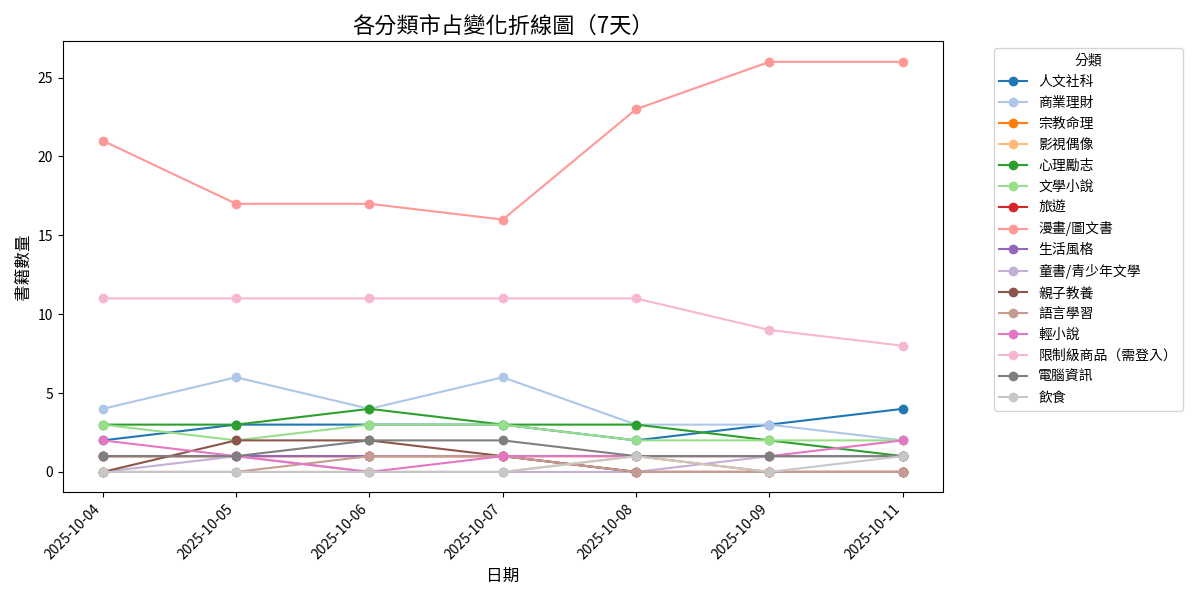 各分類市占變化折線圖（7天）
書籍數量
25
20
15
10
5
0
2025-10-04
2025-10-05
2025-10-06
2025-10-07
2025-10-08
2025-10-09
2025-10-11
日期
分類
人文社科
商業理財
宗教命理
影視偶像
心理勵志
文學小說
旅遊
漫畫/圖文書
生活風格
童書/青少年文學
親子教養
語言學習
輕小說
限制級商品（需登入）
電腦資訊
飲食